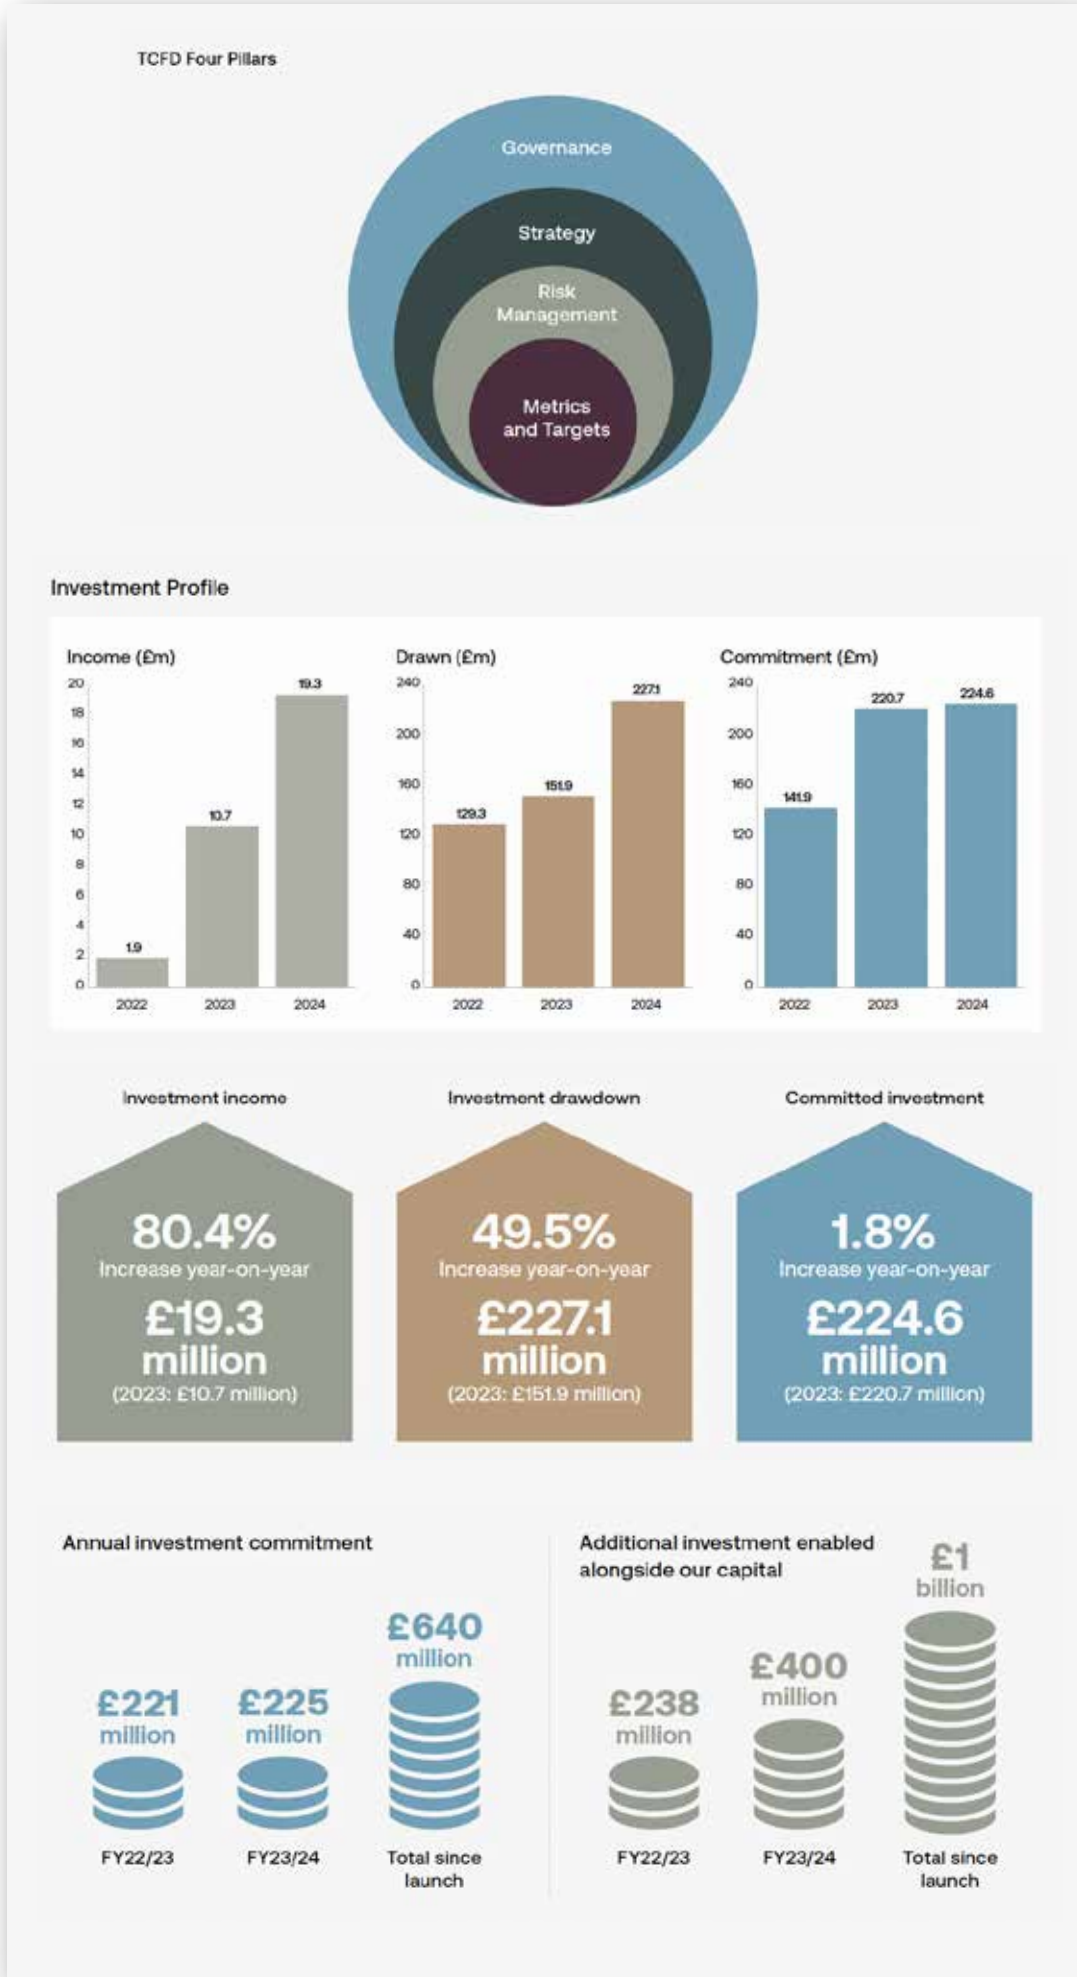 TCFD Four Pillars
Governance
Strategy
Risk
Management
Metrics
and Targets
Investment Profile
Income (£m)
20
18
16
14
12
10
8
6
4
2
0
1.9
10.7
19.3
2022
2023
2024
Drawn (£m)
240
200
160
120
80
40
0
129.3
151.9
227.1
2022
2023
2024
Commitment (£m)
240
200
160
120
80
40
0
141.9
220.7
224.6
2022
2023
2024
Investment income
80.4%
Increase year-on-year
£19.3
million
(2023: £10.7 million)
Investment drawdown
49.5%
Increase year-on-year
£227.1
million
(2023: £151.9 million)
Committed investment
1.8%
Increase year-on-year
£224.6
million
(2023: £220.7 million)
Annual investment commitment
£221
million
FY22/23
£225
million
FY23/24
£640
million
Total since
launch
Additional investment enabled
alongside our capital
£238
million
FY22/23
£400
million
FY23/24
£1
billion
Total since
launch